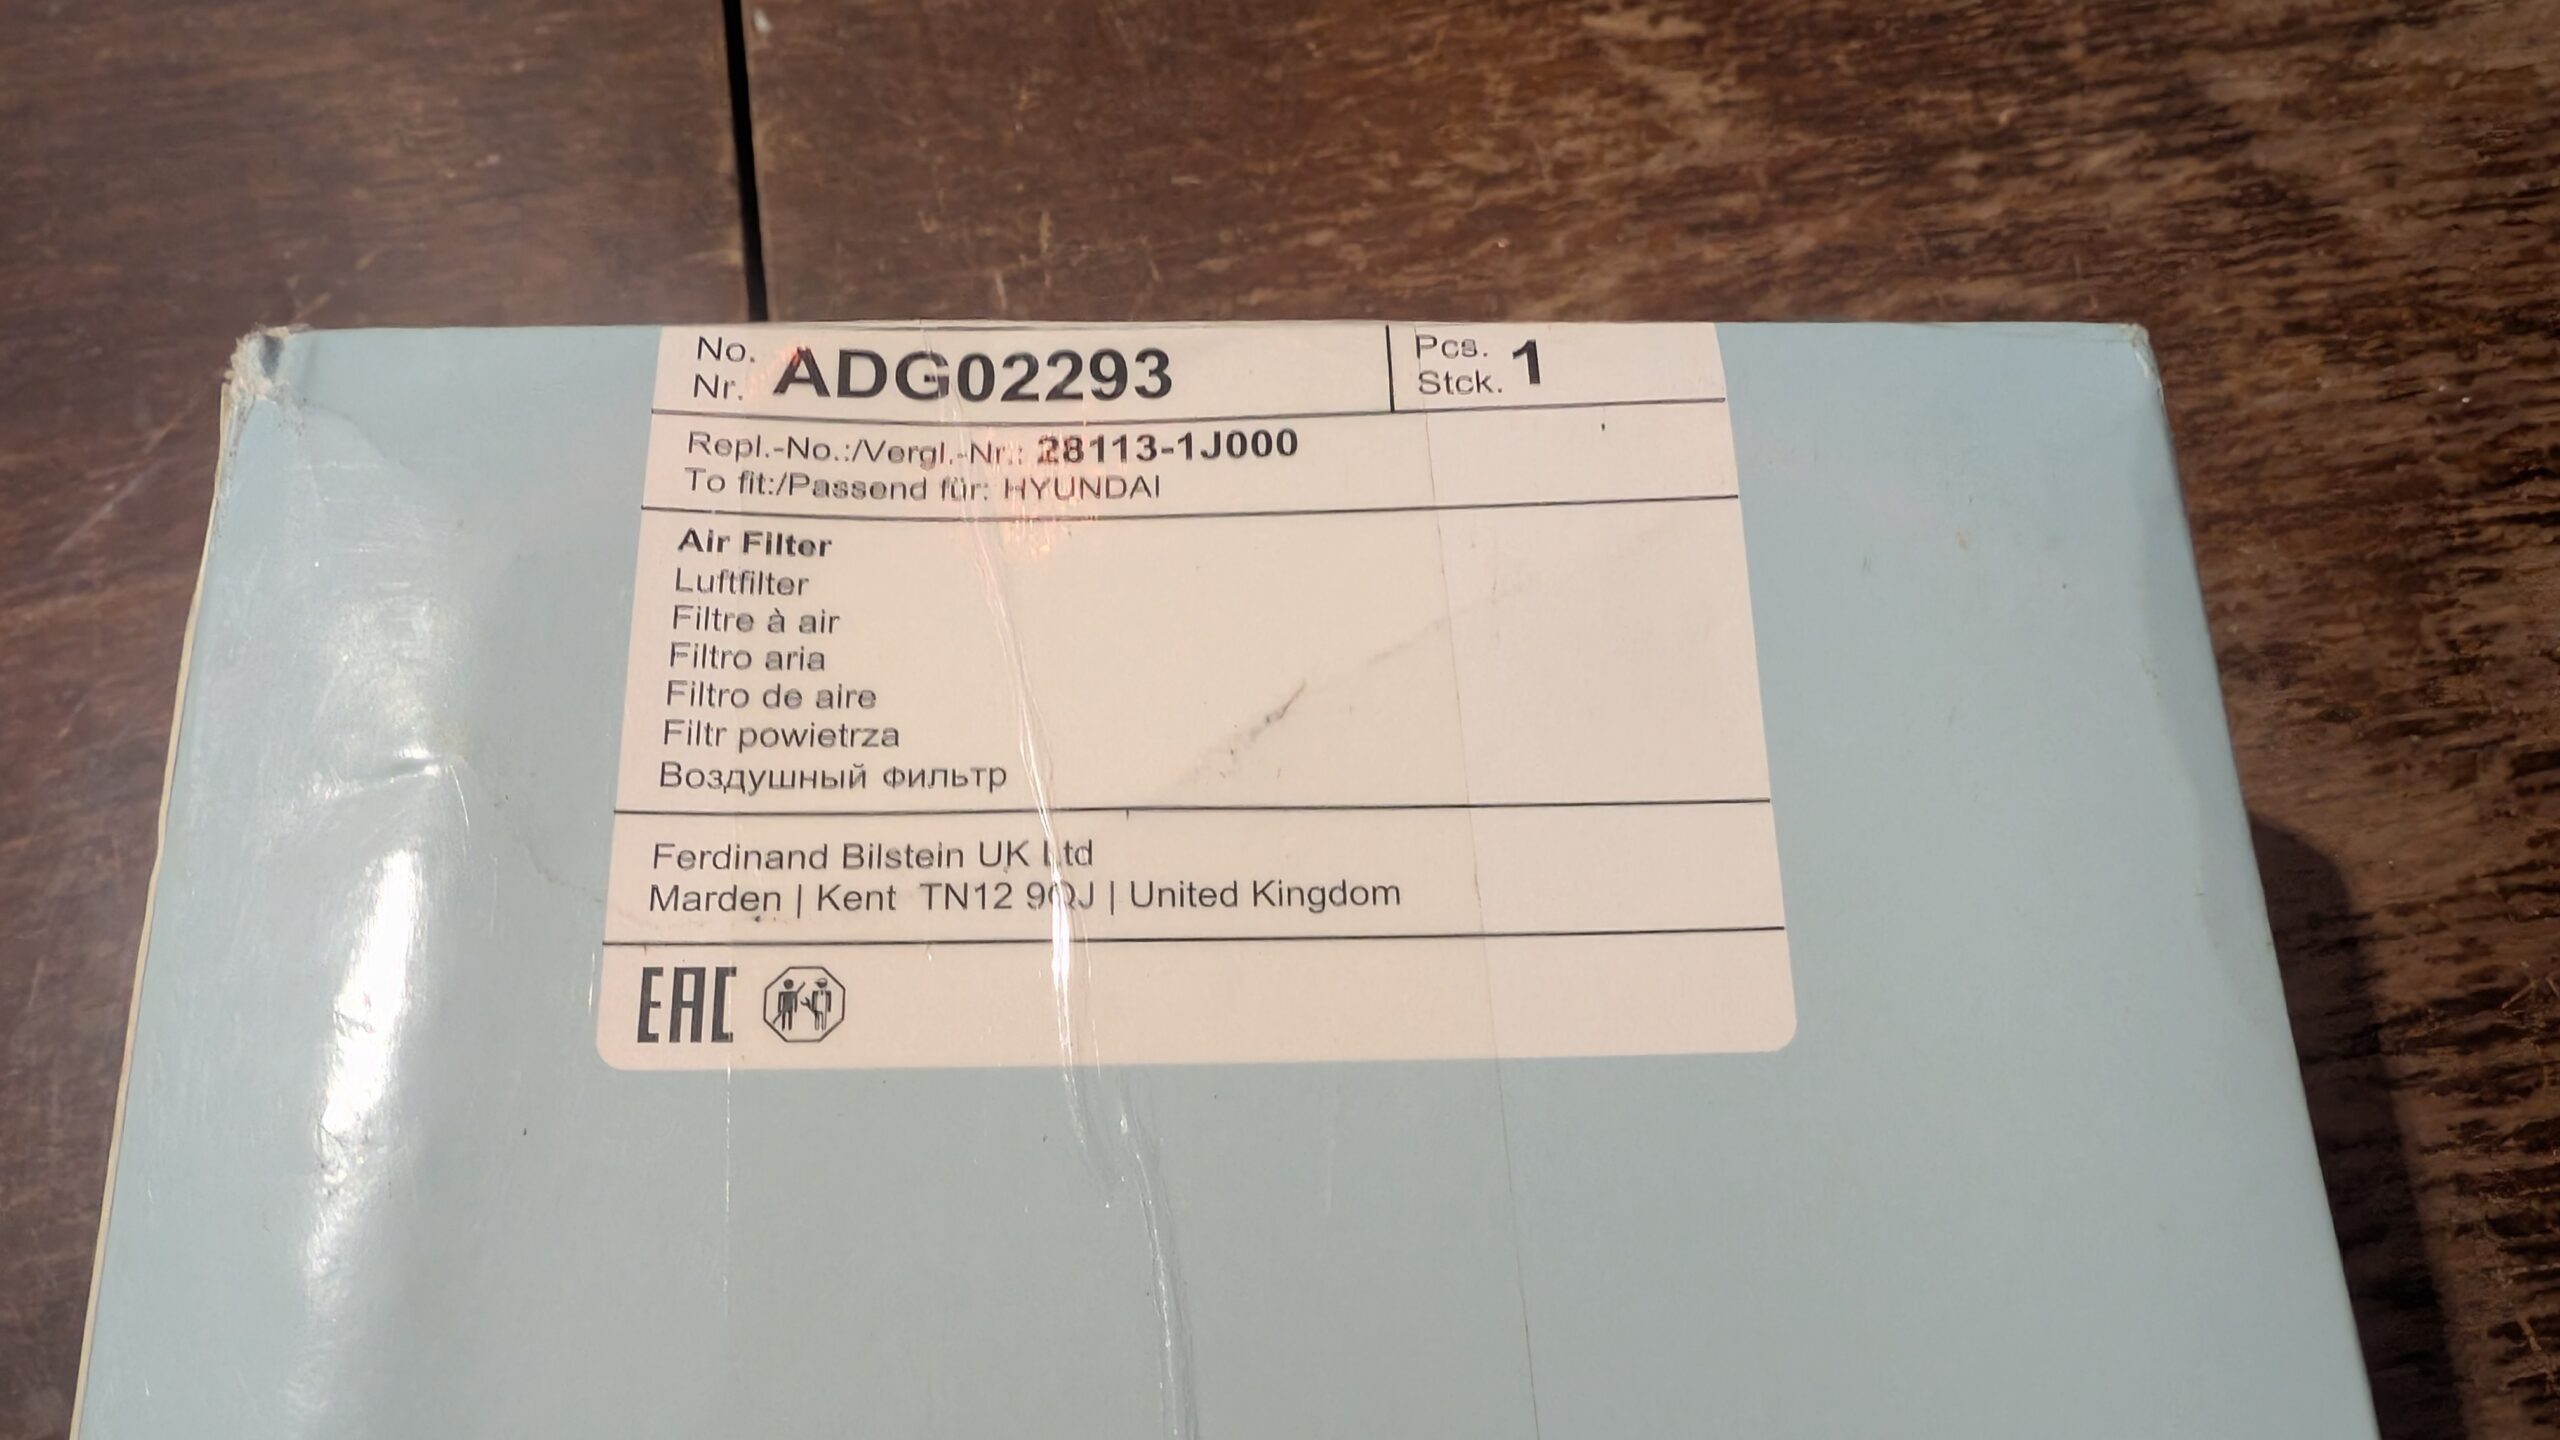 No. Nr. ADG02293 Pcs. Stck. 1
Repl.-No.:/Vergl.-Nr.: 28113-1J000
To fit:/Passend für: HYUNDAI
Air Filter
Luftfilter
Filtre à air
Filtro aria
Filtro de aire
Filtr powietrza
Воздушный фильтр
Ferdinand Bilstein UK Ltd
Marden | Kent TN12 9QJ | United Kingdom
EAC